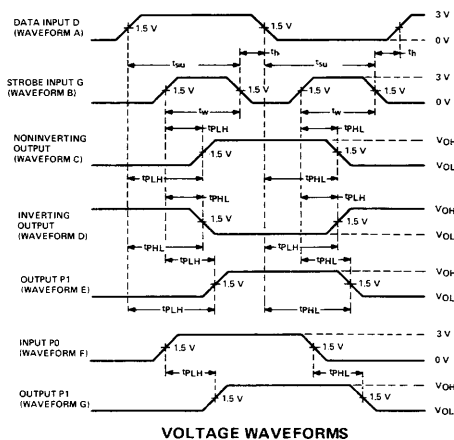 DATA INPUT D
(WAVEFORM A)
1.5 V
1.5 V
1.5 V
3 V
0 V
tsu
th
tsu
th
STROBE INPUT G
(WAVEFORM B)
1.5 V
1.5 V
1.5 V
1.5 V
3 V
0 V
tw
tw
tPLH
tPHL
NONINVERTING
OUTPUT
(WAVEFORM C)
1.5 V
1.5 V
VOH
VOL
tPLH
tPHL
tPHL
tPLH
INVERTING
OUTPUT
(WAVEFORM D)
1.5 V
1.5 V
VOH
VOL
tPHL
tPLH
tPLH
tPHL
OUTPUT P1
(WAVEFORM E)
1.5 V
1.5 V
VOH
VOL
tPLH
tPHL
INPUT P0
(WAVEFORM F)
1.5 V
1.5 V
3 V
0 V
tPLH
tPHL
OUTPUT P1
(WAVEFORM G)
1.5 V
1.5 V
VOH
VOL
VOLTAGE WAVEFORMS